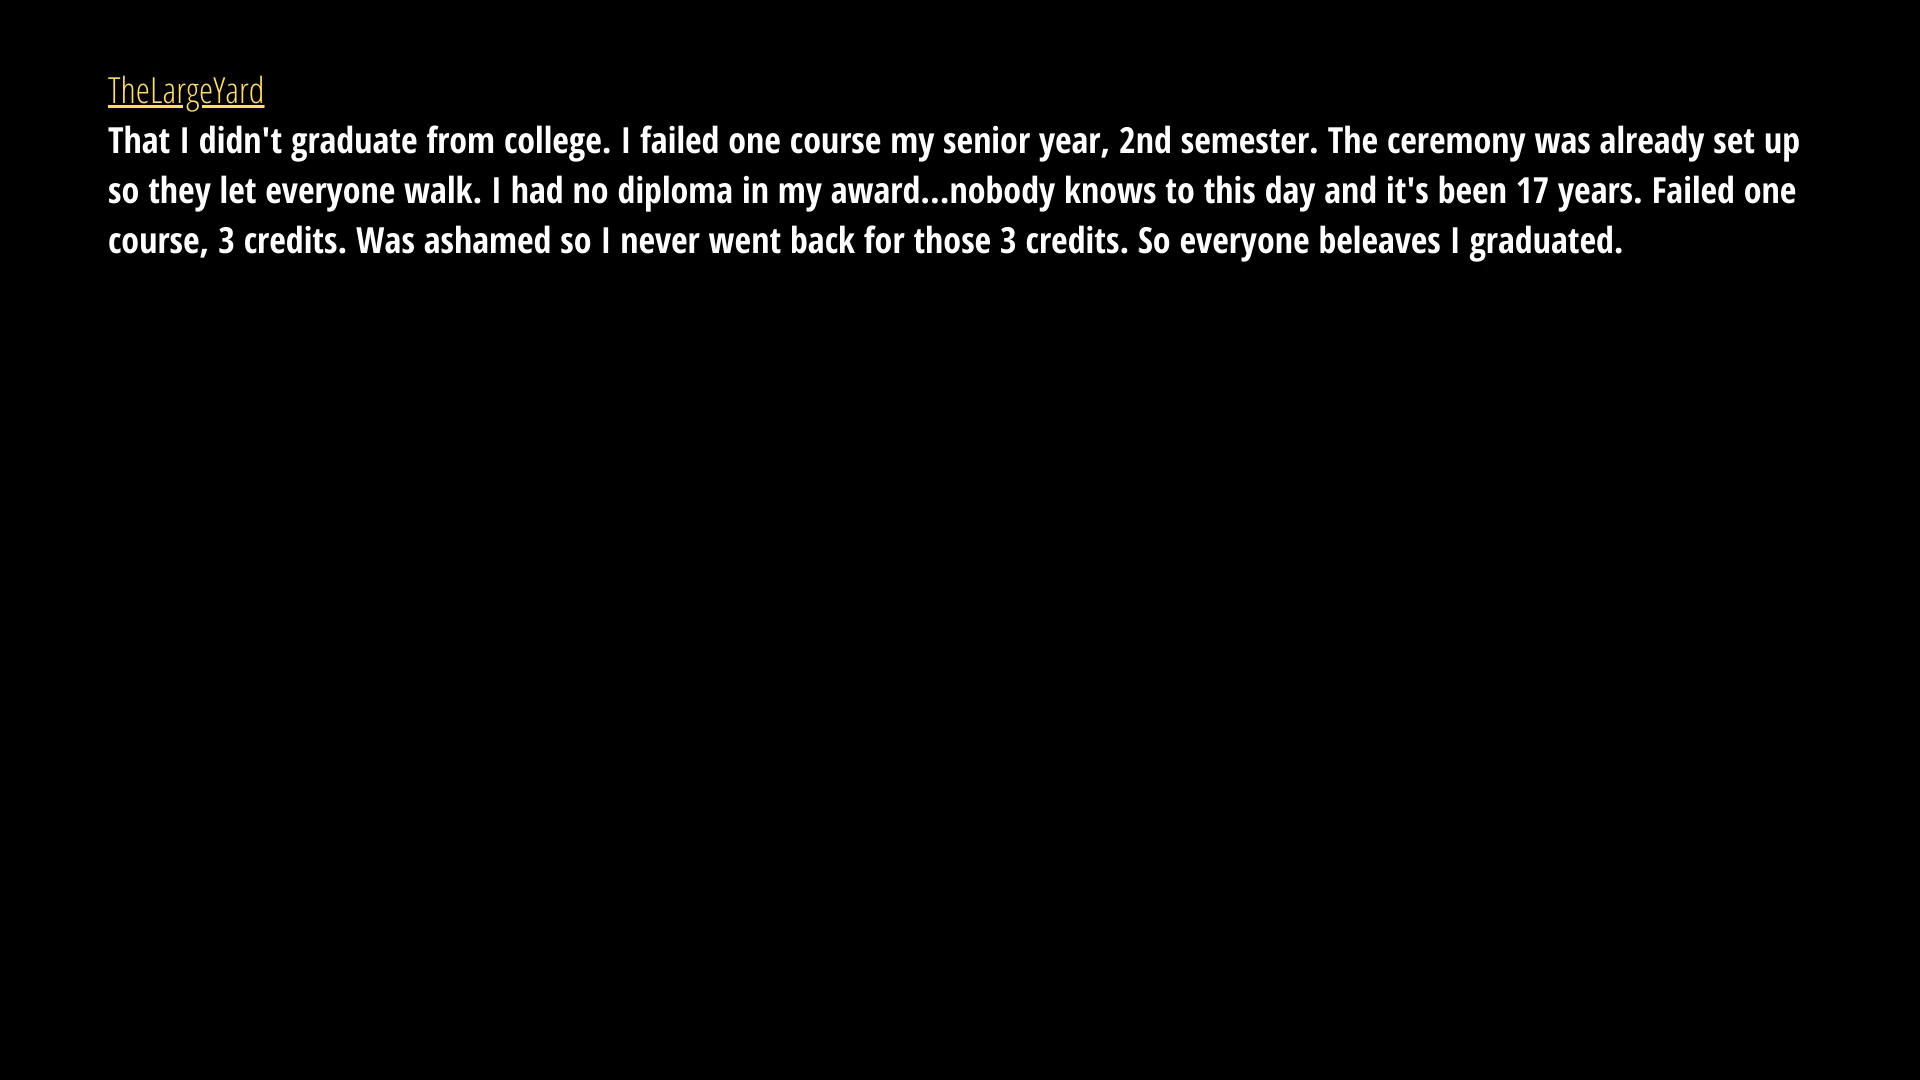 TheLargeYard
That I didn't graduate from college. I failed one course my senior year, 2nd semester. The ceremony was already set up
so they let everyone walk. I had no diploma in my award...nobody knows to this day and it's been 17 years. Failed one
course, 3 credits. Was ashamed so I never went back for those 3 credits. So everyone beleaves I graduated.